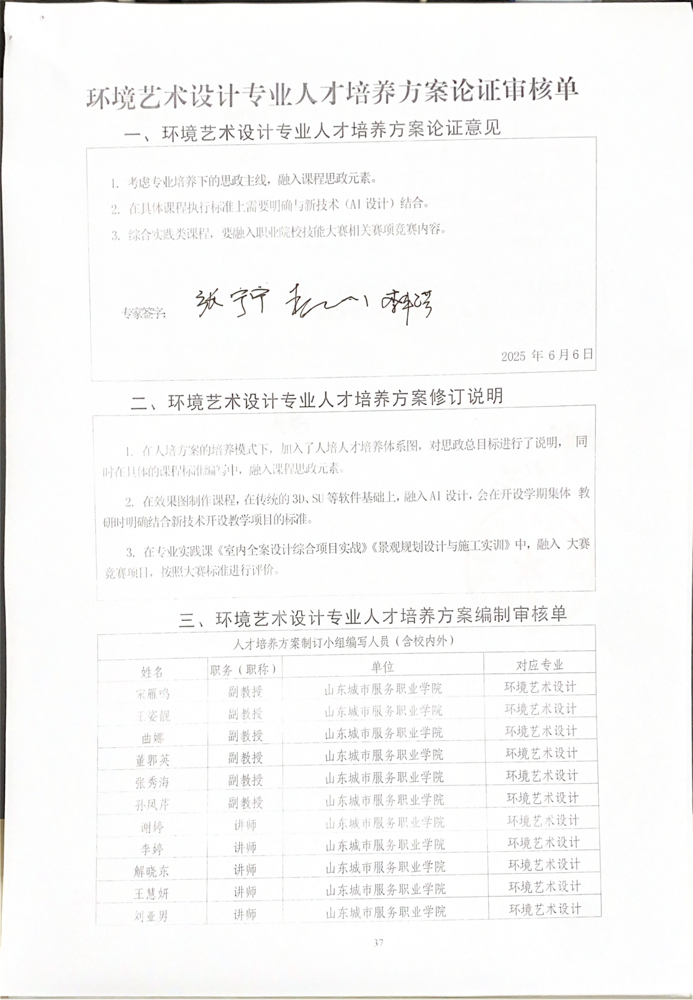 环境艺术设计专业人才培养方案论证审核单
一、环境艺术设计专业人才培养方案论证意见
1. 考虑专业培养下的思政主线，融入课程思政元素。
2. 在具体课程执行标准上需要明确与新技术（AI 设计）结合。
3. 综合实践类课程，要融入职业院校技能大赛相关赛项竞赛内容。
专家签字： 张宁宁
2025 年 6月6日
二、环境艺术设计专业人才培养方案修订说明
1. 在人培方案的培养模式下，加入了人培人才培养体系图，对思政总目标进行了说明， 同
时在具体的课程标准编写中，融入课程思政元素。
2. 在效果图制作课程，在传统的 3D、SU 等软件基础上，融入 AI 设计，会在开设学期集体 教
研时明确结合新技术开设教学项目的标准。
3. 在专业实践课《室内全案设计综合项目实战》《景观规划设计与施工实训》中，融入 大赛
竞赛项目，按照大赛标准进行评价。
三、环境艺术设计专业人才培养方案编制审核单
人才培养方案制订小组编写人员（含校内外）
姓名 职务（职称） 单位 对应专业
宋雁鸣 副教授 山东城市服务职业学院 环境艺术设计
王姿靓 副教授 山东城市服务职业学院 环境艺术设计
曲娜 副教授 山东城市服务职业学院 环境艺术设计
董郭英 副教授 山东城市服务职业学院 环境艺术设计
张秀海 副教授 山东城市服务职业学院 环境艺术设计
孙凤芹 副教授 山东城市服务职业学院 环境艺术设计
谢婷 讲师 山东城市服务职业学院 环境艺术设计
李婷 讲师 山东城市服务职业学院 环境艺术设计
解晓东 讲师 山东城市服务职业学院 环境艺术设计
王慧妍 讲师 山东城市服务职业学院 环境艺术设计
刘亚男 讲师 山东城市服务职业学院 环境艺术设计
37